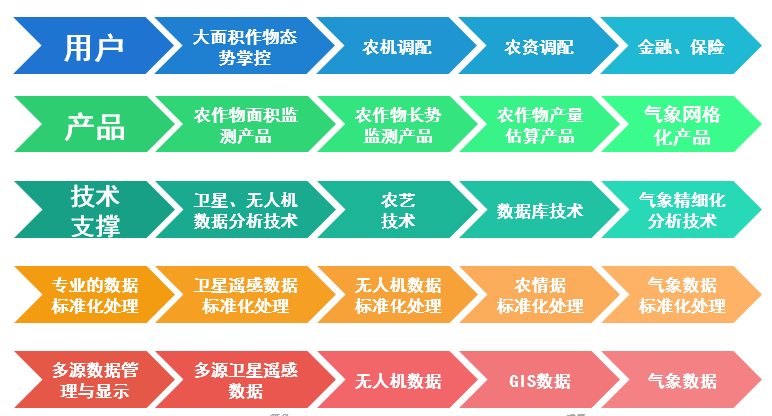 用户
大面积作物态
势掌控
农机调配
农资调配
金融、保险
产品
农作物面积监
测产品
农作物长势
监测产品
农作物产量
估算产品
气象网格
化产品
技术
支撑
卫星、无人机
数据分析技术
农艺
技术
数据库技术
气象精细化
分析技术
专业的数据
标准化处理
卫星遥感数据
标准化处理
无人机数据
标准化处理
农情据
标准化处理
气象数据
标准化处理
多源数据管
理与显示
多源卫星遥感
数据
无人机数据
GIS数据
气象数据